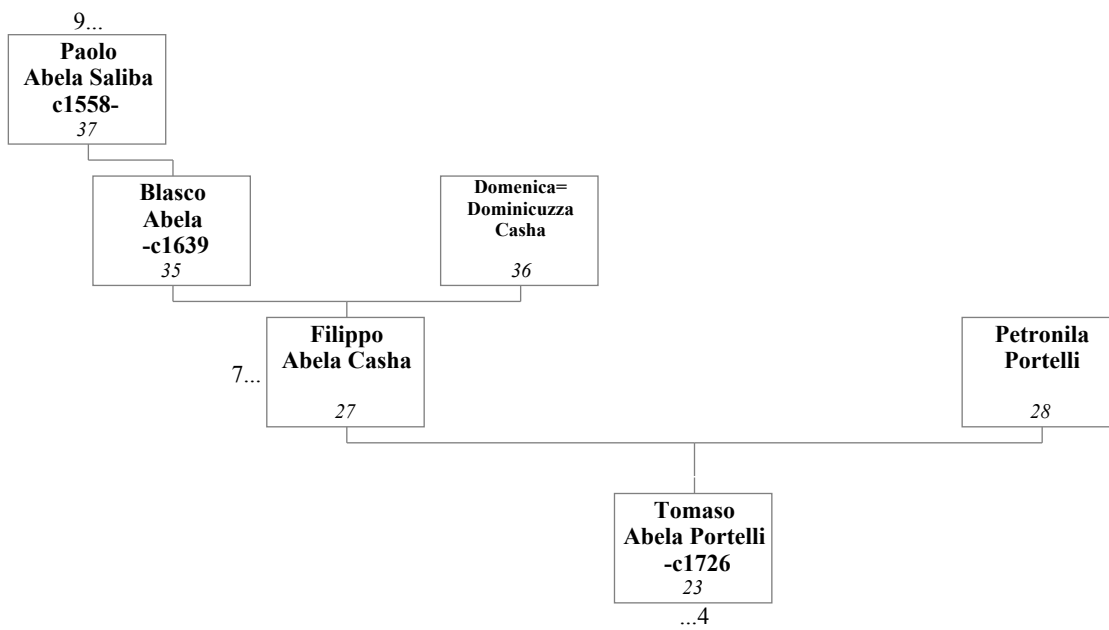 9...
Paolo
Abela Saliba
c1558-
37
Blasco
Abela
-c1639
35
Domenica=
Dominicuzza
Casha
36
7...
Filippo
Abela Casha
27
Petronila
Portelli
28
Tomaso
Abela Portelli
-c1726
23
...4